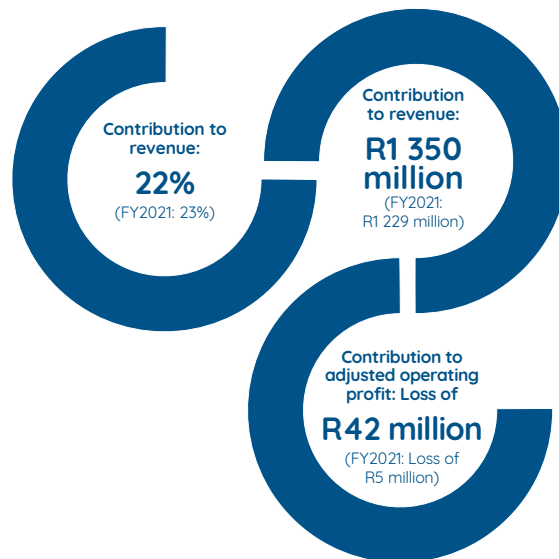 Contribution to
revenue:
22%
(FY2021: 23%)
Contribution
to revenue:
R1 350
million
(FY2021:
R1 229 million)
Contribution to
adjusted operating
profit: Loss of
R42 million
(FY2021: Loss of
R5 million)